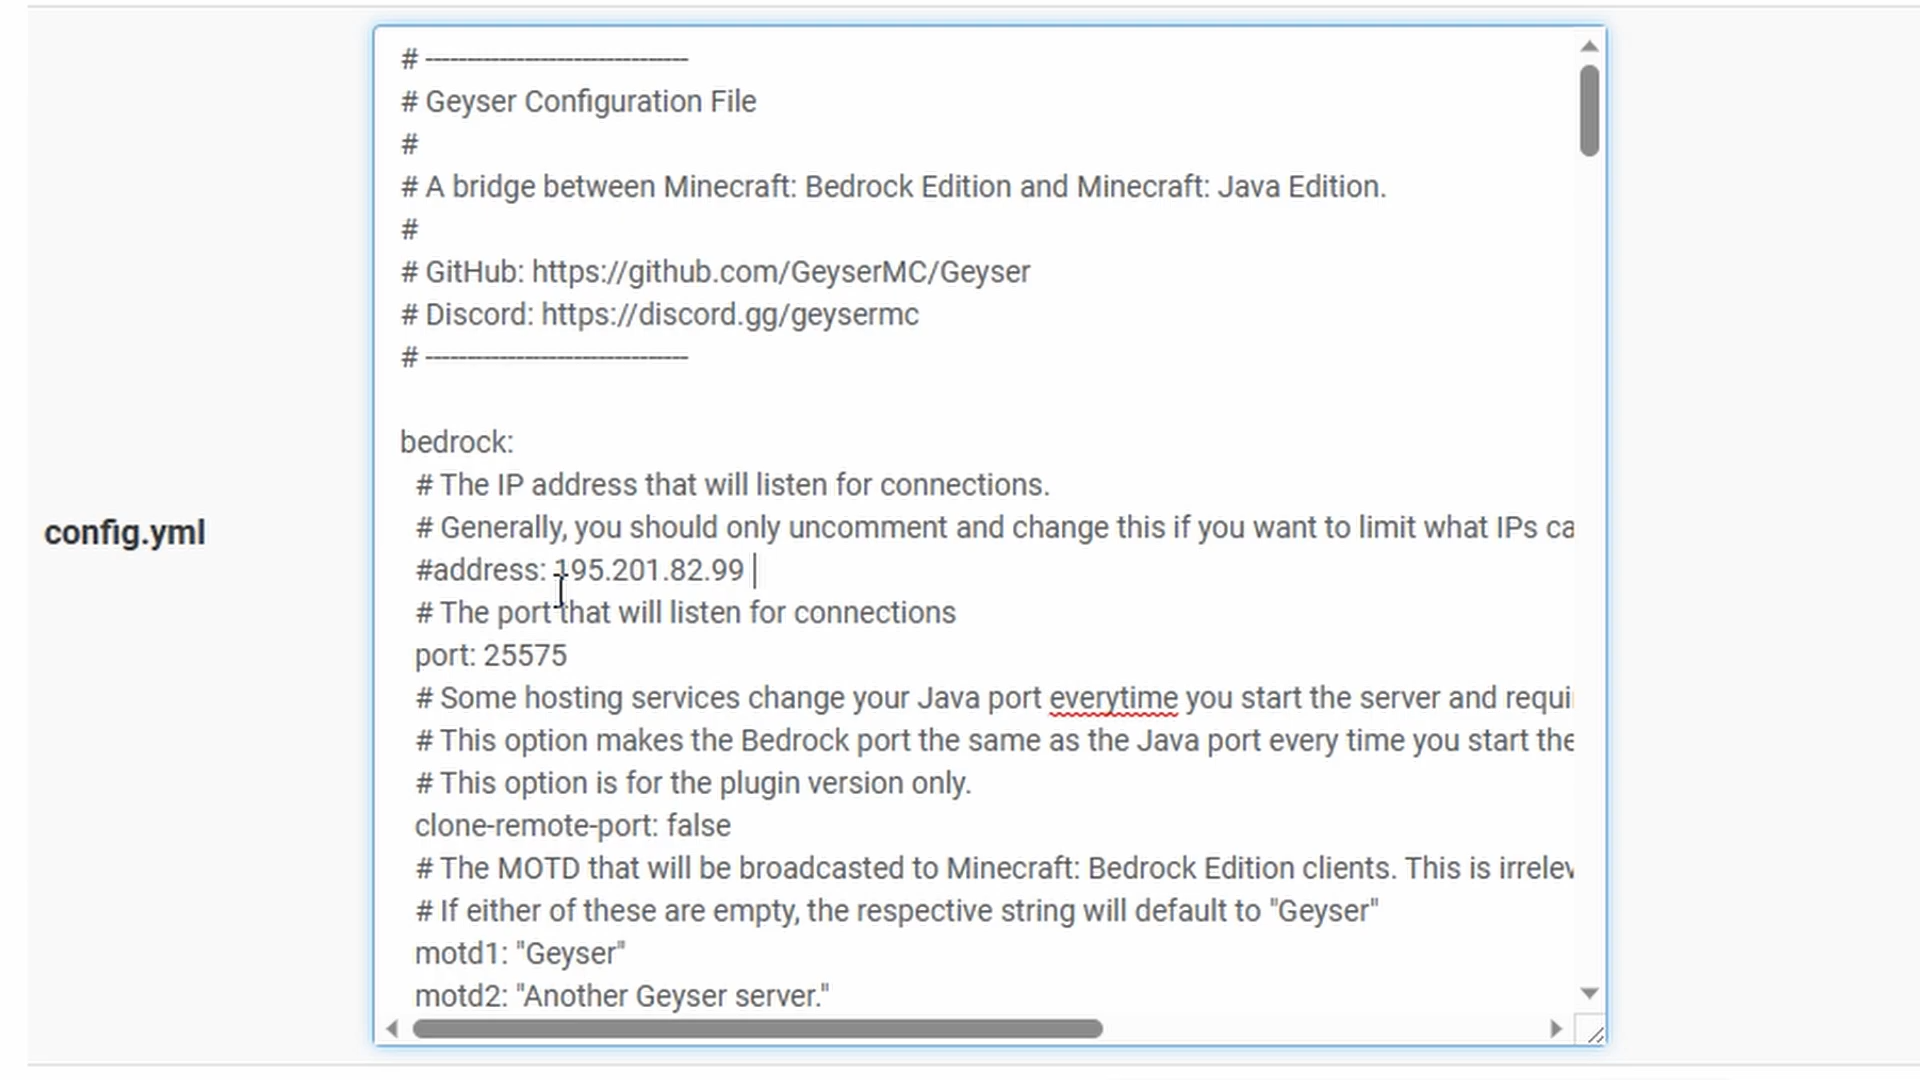 # ------------------------------
# Geyser Configuration File
#
# A bridge between Minecraft: Bedrock Edition and Minecraft: Java Edition.
#
# GitHub: https://github.com/GeyserMC/Geyser
# Discord: https://discord.gg/geysermc
# ------------------------------
bedrock:
# The IP address that will listen for connections.
# Generally, you should only uncomment and change this if you want to limit what IPs ca
config.yml
#address: 195.201.82.99
# The port that will listen for connections
port: 25575
# Some hosting services change your Java port everytime you start the server and requi
# This option makes the Bedrock port the same as the Java port every time you start the
# This option is for the plugin version only.
clone-remote-port: false
# The MOTD that will be broadcasted to Minecraft: Bedrock Edition clients. This is irrelev
# If either of these are empty, the respective string will default to "Geyser"
motd1: "Geyser"
motd2: "Another Geyser server."